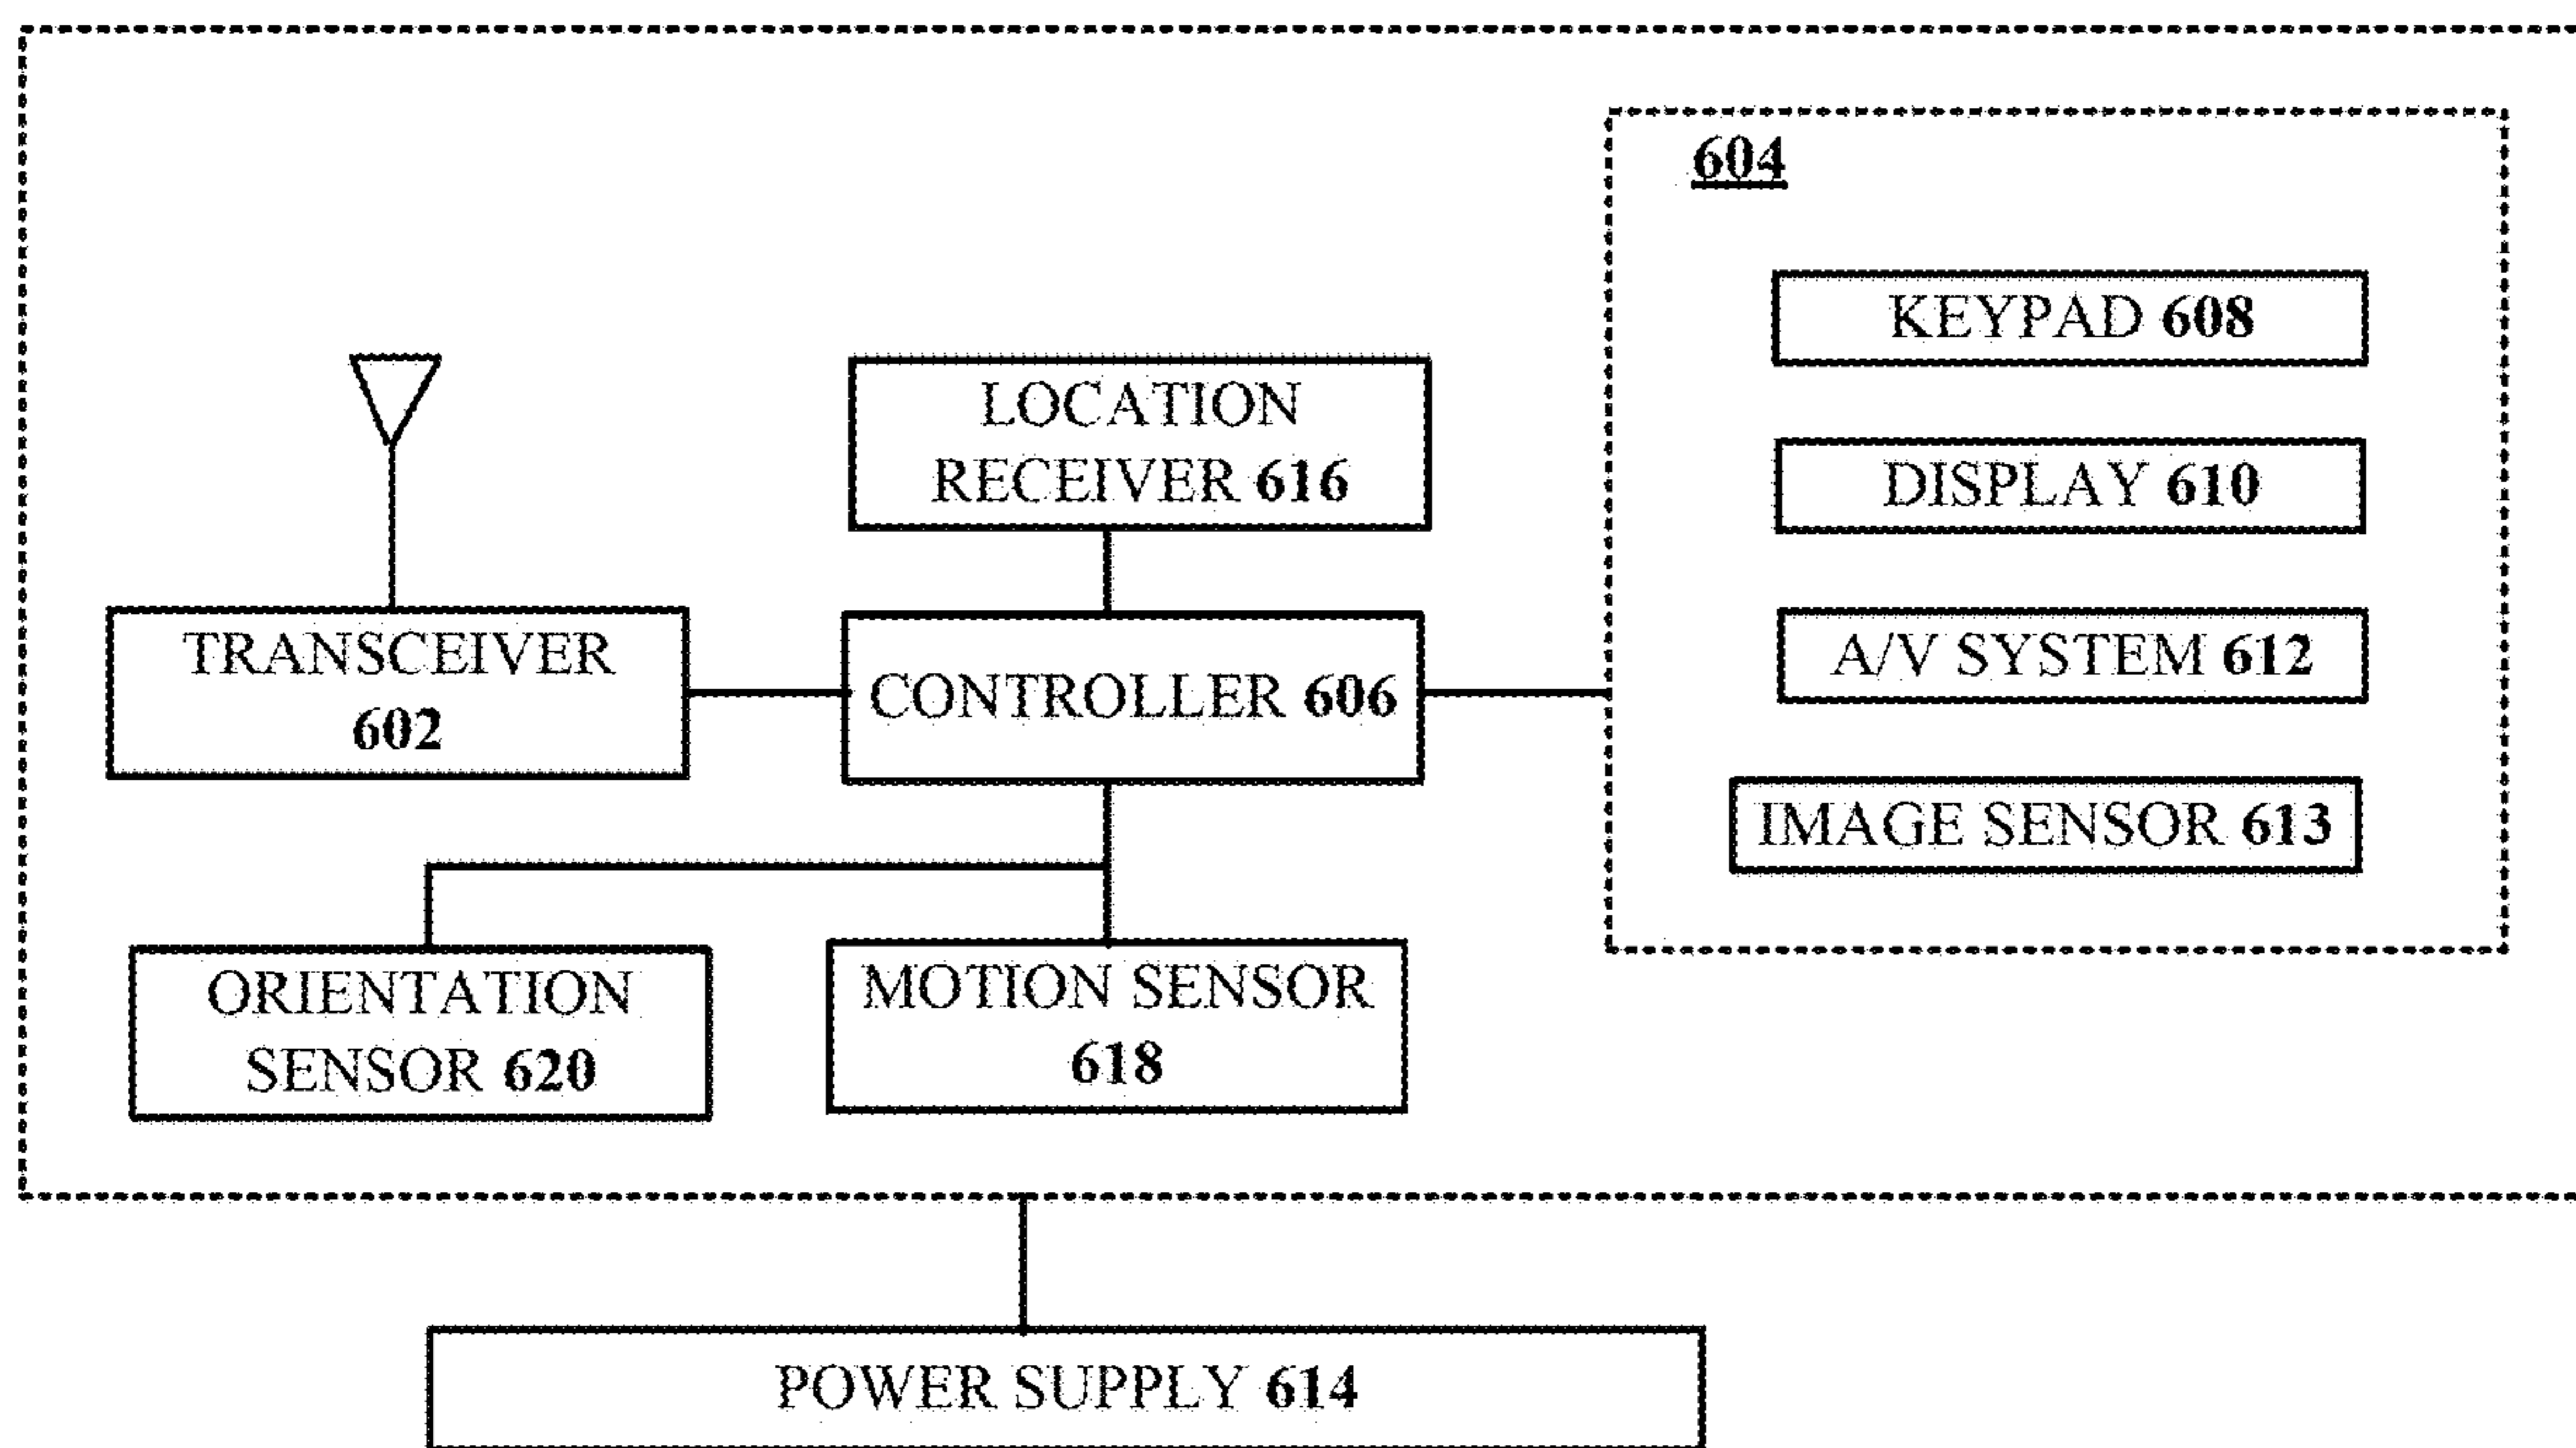 604
KEYPAD 608
DISPLAY 610
A/V SYSTEM 612
IMAGE SENSOR 613
LOCATION
RECEIVER 616
TRANSCEIVER
602
CONTROLLER 606
ORIENTATION
SENSOR 620
MOTION SENSOR
618
POWER SUPPLY 614